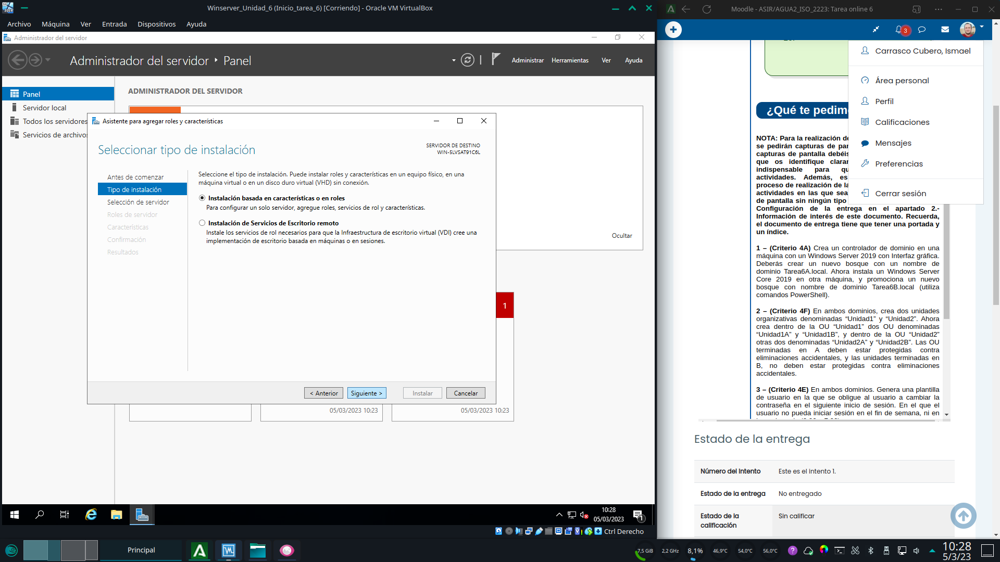 Winserver_Unidad_6 (Inicio_tarea_6) [Corriendo] - Oracle VM VirtualBox
Archivo Máquina Ver Entrada Dispositivos Ayuda
Administrador del servidor
Administrador del servidor ‣ Panel
Administrar Herramientas Ver Ayuda
Panel
Servidor local
Todos los servidores
Servicios de archivos
ADMINISTRADOR DEL SERVIDOR
Asistente para agregar roles y características
Seleccionar tipo de instalación
SERVIDOR DE DESTINO
WIN-5LVSAT91C6L
Antes de comenzar
Tipo de instalación
Selección de servidor
Roles de servidor
Características
Confirmación
Resultados
Seleccione el tipo de instalación. Puede instalar roles y características en un equipo físico, en una
máquina virtual o en un disco duro virtual (VHD) sin conexión.
Instalación basada en características o en roles
Para configurar un solo servidor, agregue roles, servicios de rol y características.
Instalación de Servicios de Escritorio remoto
Instale los servicios de rol necesarios para que la Infraestructura de escritorio virtual (VDI) cree una
implementación de escritorio basada en máquinas o en sesiones.
< Anterior Siguiente > Instalar Cancelar
Ocultar
1
05/03/2023 10:23
05/03/2023 10:23
10:28
05/03/2023
1
Ctrl Derecho
Moodle - ASIR/AGUA2_ISO_2223: Tarea online 6
3
Carrasco Cubero, Ismael
Área personal
Perfil
Calificaciones
Mensajes
Preferencias
Cerrar sesión
¿Qué te pedim
NOTA: Para la realización de
se pedirán capturas de pan
capturas de pantalla debéis
que os identifique claram
indispensable para qu
actividades. Además, es
proceso de realización de la
actividades en las que sea
de pantalla sin ningún tipo
Configuración de la entrega en el apartado 2.-
Información de interés de este documento. Recuerda,
el documento de entrega tiene que tener una portada y
un índice.
1 – (Criterio 4A) Crea un controlador de dominio en una
máquina con un Windows Server 2019 con Interfaz gráfica.
Deberás crear un nuevo bosque con un nombre de
dominio Tarea6A.local. Ahora instala un Windows Server
Core 2019 en otra máquina, y promociona un nuevo
bosque con nombre de dominio Tarea6B.local (utiliza
comandos PowerShell).
2 – (Criterio 4F) En ambos dominios, crea dos unidades
organizativas denominadas “Unidad1” y “Unidad2”. Ahora
crea dentro de la OU “Unidad1” dos OU denominadas
“Unidad1A” y “Unidad1B”, y dentro de la OU “Unidad2”
otras dos denominadas “Unidad2A” y “Unidad2B”. Las OU
terminadas en A deben estar protegidas contra
eliminaciones accidentales, y las unidades terminadas en
B, no deben estar protegidas contra eliminaciones
accidentales.
3 – (Criterio 4E) En ambos dominios. Genera una plantilla
de usuario en la que se obligue al usuario a cambiar la
contraseña en el siguiente inicio de sesión. En el que el
usuario no pueda iniciar sesión en el fin de semana, ni en
Estado de la entrega
Número del intento Este es el intento 1.
Estado de la entrega No entregado
Estado de la
calificación
Sin calificar
Principal
7,5 GiB 2,2 GHz 8,1% 46,9°C 54,0°C 56,0°C
10:28
5/3/23